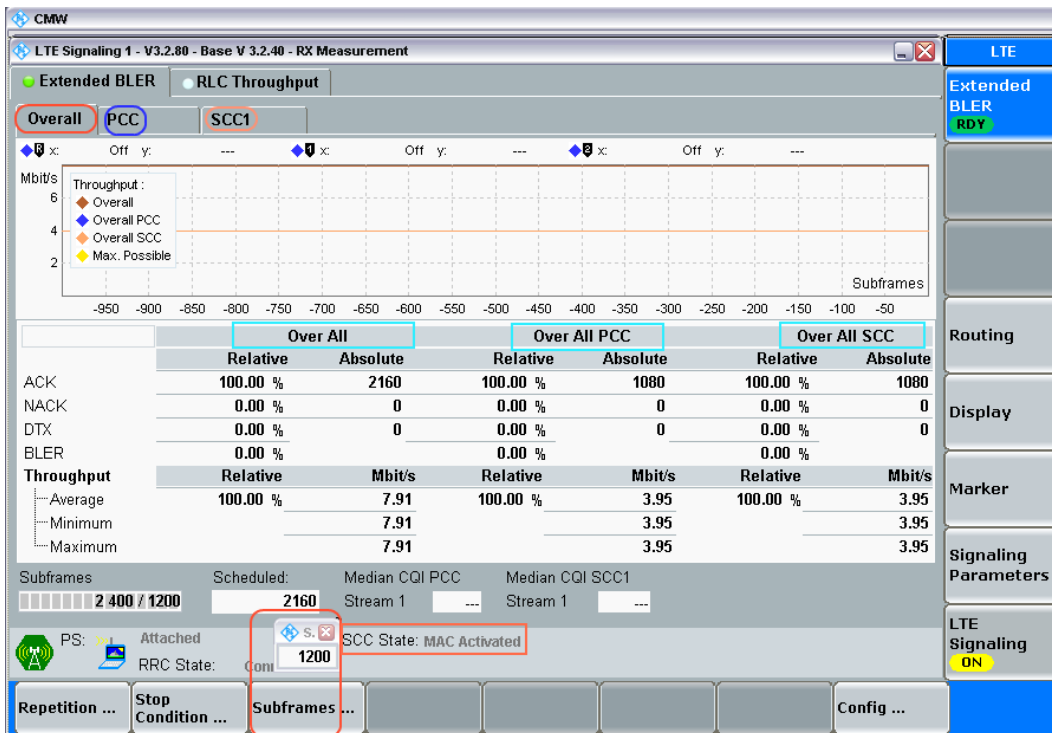 CMW
LTE Signaling 1 - V3.2.80 - Base V 3.2.40 - RX Measurement
LTE
Extended BLER RLC Throughput
Extended
BLER
RDY
Overall PCC SCC1
R x: Off y: --- 1 x: Off y: --- 2 x: Off y: ---
Mbit/s
Throughput :
Overall
Overall PCC
Overall SCC
Max. Possible
6
4
2
Subframes
-950 -900 -850 -800 -750 -700 -650 -600 -550 -500 -450 -400 -350 -300 -250 -200 -150 -100 -50
Over All Over All PCC Over All SCC
Relative Absolute Relative Absolute Relative Absolute
ACK 100.00 % 2160 100.00 % 1080 100.00 % 1080
NACK 0.00 % 0 0.00 % 0 0.00 % 0
DTX 0.00 % 0 0.00 % 0 0.00 % 0
BLER 0.00 % 0.00 % 0.00 %
Throughput Relative Mbit/s Relative Mbit/s Relative Mbit/s
Average 100.00 % 7.91 100.00 % 3.95 100.00 % 3.95
Minimum 7.91 3.95 3.95
Maximum 7.91 3.95 3.95
Subframes Scheduled: Median CQI PCC Median CQI SCC1
2 400 / 1200 2160 Stream 1 --- Stream 1 ---
PS: Attached S. SCC State: MAC Activated
RRC State: 1200
Routing
Display
Marker
Signaling
Parameters
LTE
Signaling
ON
Repetition ... Stop
Condition ... Subframes ... Config ...